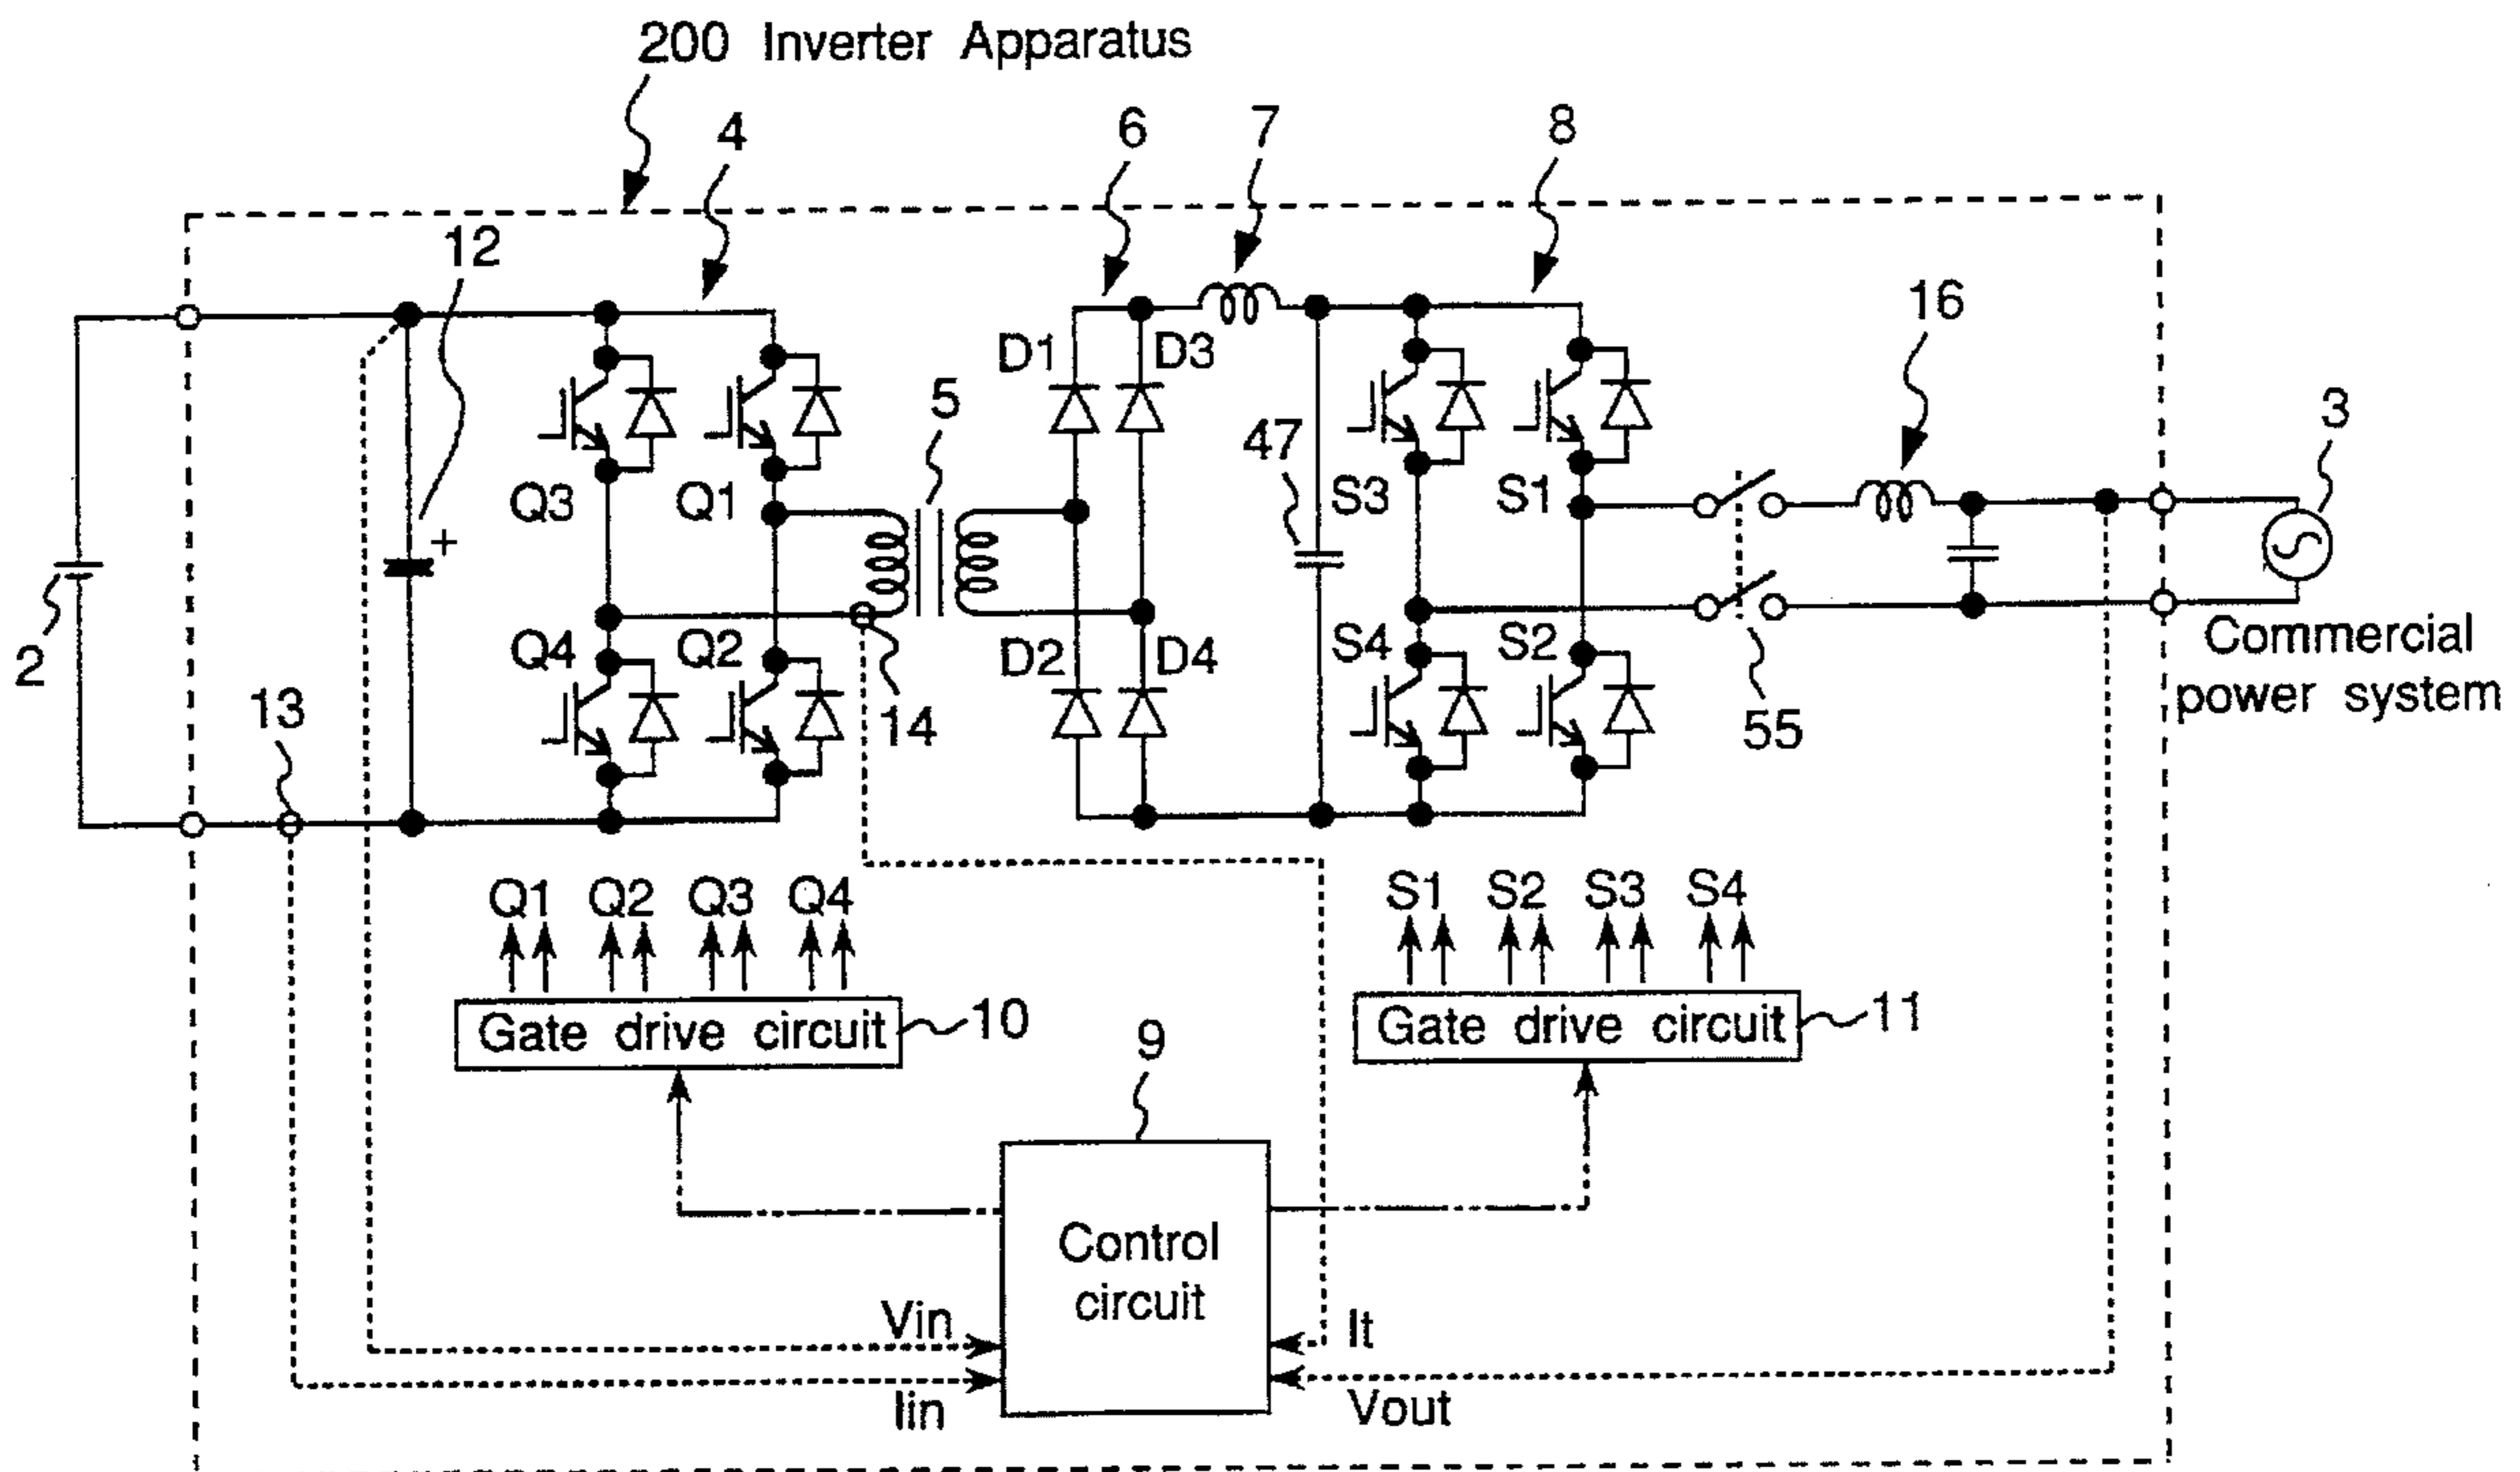 200 Inverter Apparatus
4
6
7
8
12
16
D1
D3
5
3
47
Q3
Q1
S3
S1
+
2
Q4
Q2
D2
D4
S4
S2
Commercial
power system
13
14
55
Q1 Q2 Q3 Q4
S1 S2 S3 S4
Gate drive circuit
10
Gate drive circuit
11
9
Control
circuit
Vin
It
Iin
Vout